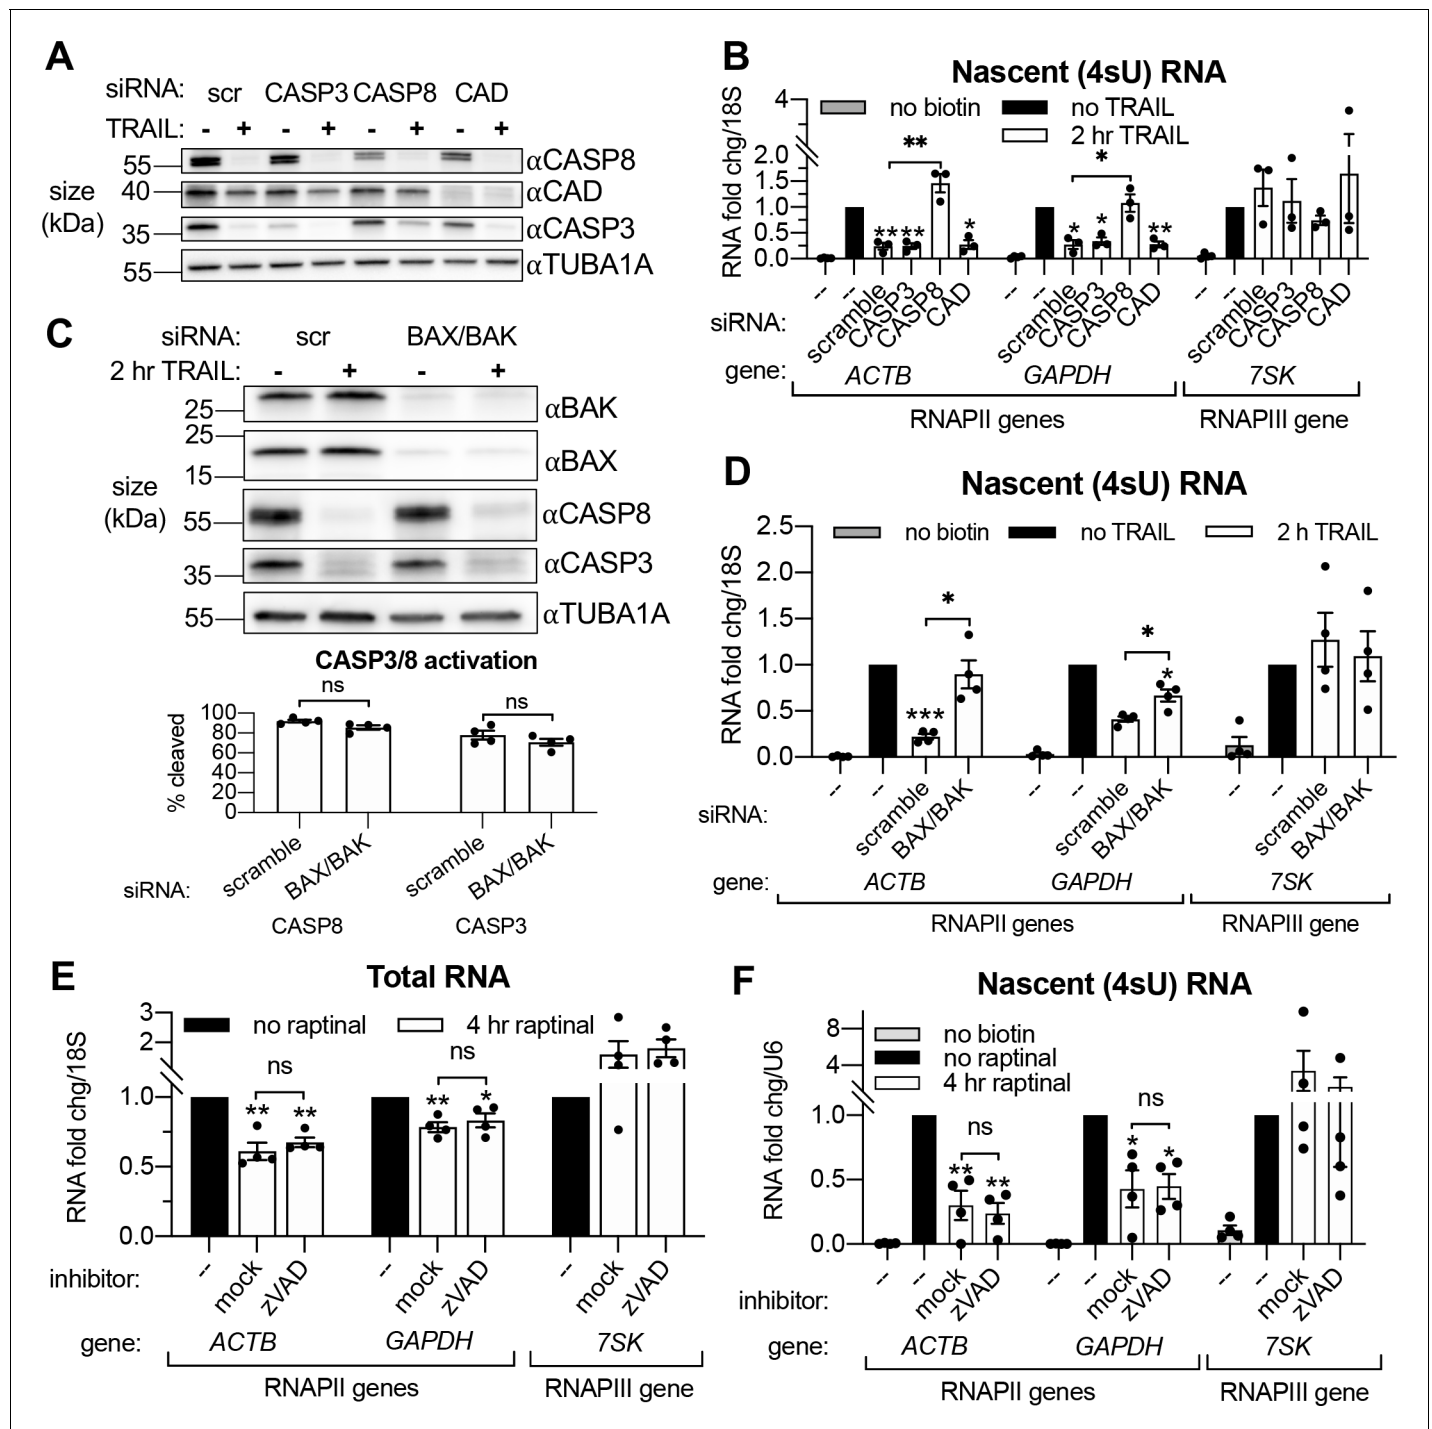 A
siRNA: scr CASP3 CASP8 CAD
TRAIL: - + - + - + - +
size
(kDa)
55 αCASP8
40 αCAD
35 αCASP3
55 αTUBA1A
B
Nascent (4sU) RNA
no biotin no TRAIL
2 hr TRAIL
RNA fold chg/18S
4
2.0
1.5
1.0
0.5
0.0
** *
** ** * * * **
siRNA: -- -- scramble CASP3 CASP8 CAD -- -- scramble CASP3 CASP8 CAD -- -- scramble CASP3 CASP8 CAD
gene: ACTB GAPDH 7SK
RNAPII genes RNAPIII gene
C
siRNA: scr BAX/BAK
2 hr TRAIL: - + - +
size
(kDa)
25 αBAK
25
15 αBAX
55 αCASP8
35 αCASP3
55 αTUBA1A
CASP3/8 activation
ns ns
% cleaved
100
80
60
40
20
0
siRNA: scramble BAX/BAK scramble BAX/BAK
CASP8 CASP3
D
Nascent (4sU) RNA
no biotin no TRAIL 2 h TRAIL
RNA fold chg/18S
2.5
2.0
1.5
1.0
0.5
0.0
* *
*** *
siRNA: -- -- scramble BAX/BAK -- -- scramble BAX/BAK -- -- scramble BAX/BAK
gene: ACTB GAPDH 7SK
RNAPII genes RNAPIII gene
E
Total RNA
no raptinal 4 hr raptinal
RNA fold chg/18S
3
2
1.0
0.5
0.0
ns ns
** ** ** *
inhibitor: -- mock zVAD -- mock zVAD -- mock zVAD
gene: ACTB GAPDH 7SK
RNAPII genes RNAPIII gene
F
Nascent (4sU) RNA
no biotin
no raptinal
4 hr raptinal
RNA fold chg/U6
8
4
1.0
0.5
0.0
ns ns
** ** * *
inhibitor: -- -- mock zVAD -- -- mock zVAD -- -- mock zVAD
gene: ACTB GAPDH 7SK
RNAPII genes RNAPIII gene